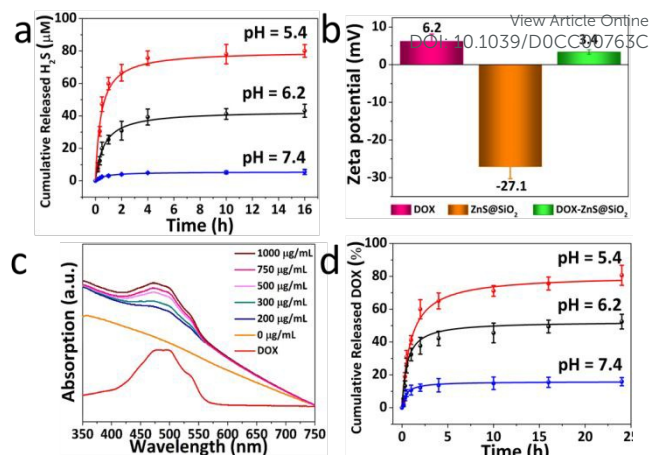 View Article Online
DOI: 10.1039/D0CC00763C
a
Cumulative Released H₂S (μM)
100
80
60
40
20
0
pH = 5.4
pH = 6.2
pH = 7.4
0 2 4 6 8 10 12 14 16
Time (h)
b
Zeta potential (mV)
10
0
-10
-20
-30
6.2
-27.1
3.4
DOX
ZnS@SiO₂
DOX-ZnS@SiO₂
c
Absorption (a.u.)
1000 μg/mL
750 μg/mL
500 μg/mL
300 μg/mL
200 μg/mL
0 μg/mL
DOX
350 400 450 500 550 600 650 700 750
Wavelength (nm)
d
Cumulative Released DOX (%)
100
80
60
40
20
0
pH = 5.4
pH = 6.2
pH = 7.4
0 5 10 15 20 25
Time (h)